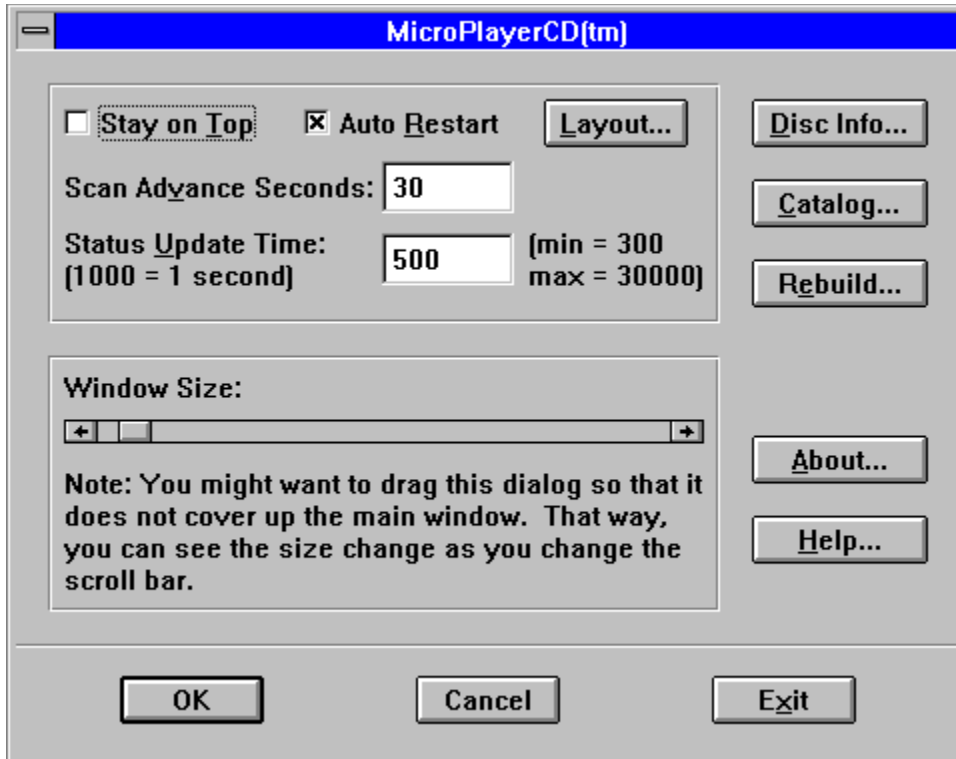 MicroPlayerCD(tm)
Stay on Top
Auto Restart
Layout...
Disc Info...
Scan Advance Seconds: 30
Catalog...
Status Update Time:
(1000 = 1 second)
500
(min = 300
max = 30000)
Rebuild...
Window Size:
Note: You might want to drag this dialog so that it
does not cover up the main window.  That way,
you can see the size change as you change the
scroll bar.
About...
Help...
OK
Cancel
Exit